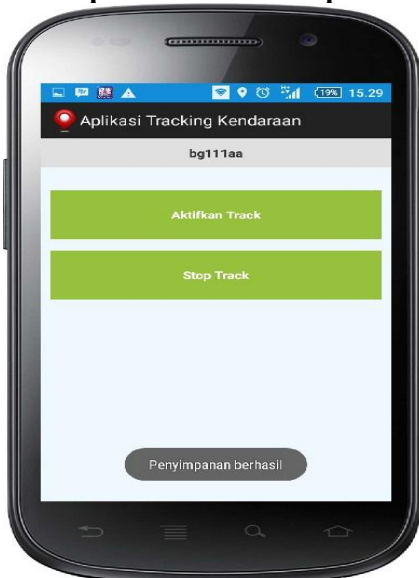 19% 15.29
Aplikasi Tracking Kendaraan
bg111aa
Aktifkan Track
Stop Track
Penyimpanan berhasil